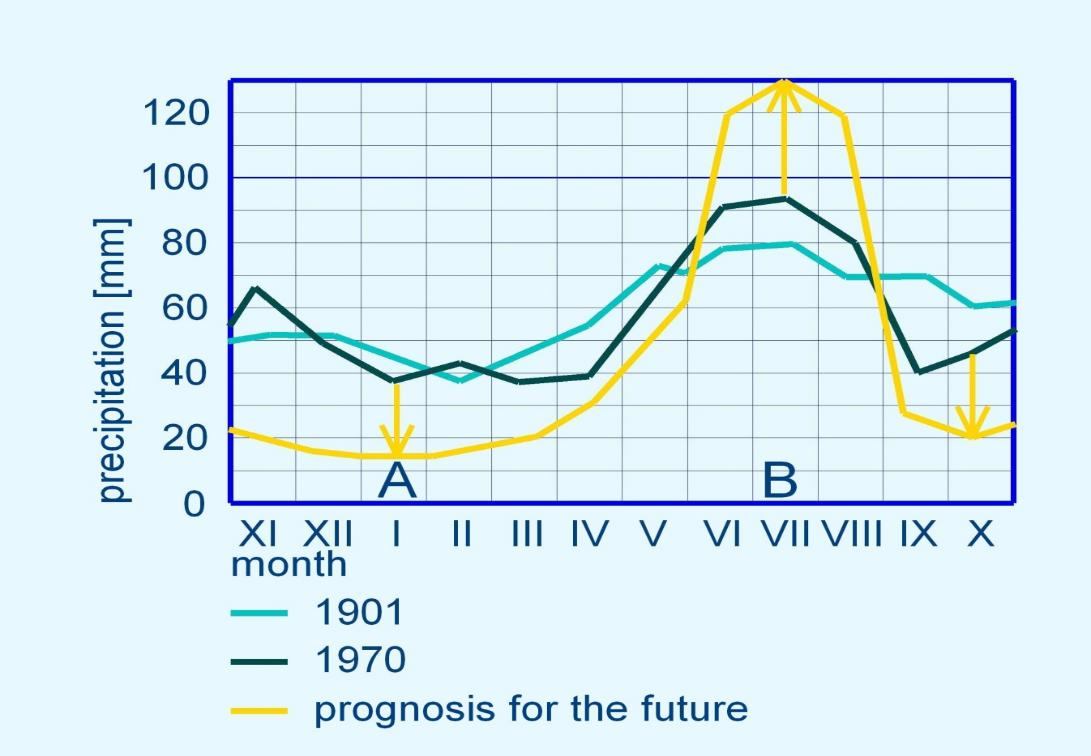 precipitation [mm]
120
100
80
60
40
20
0
A
B
XI XII I II III IV V VI VII VIII IX X
month
1901
1970
prognosis for the future